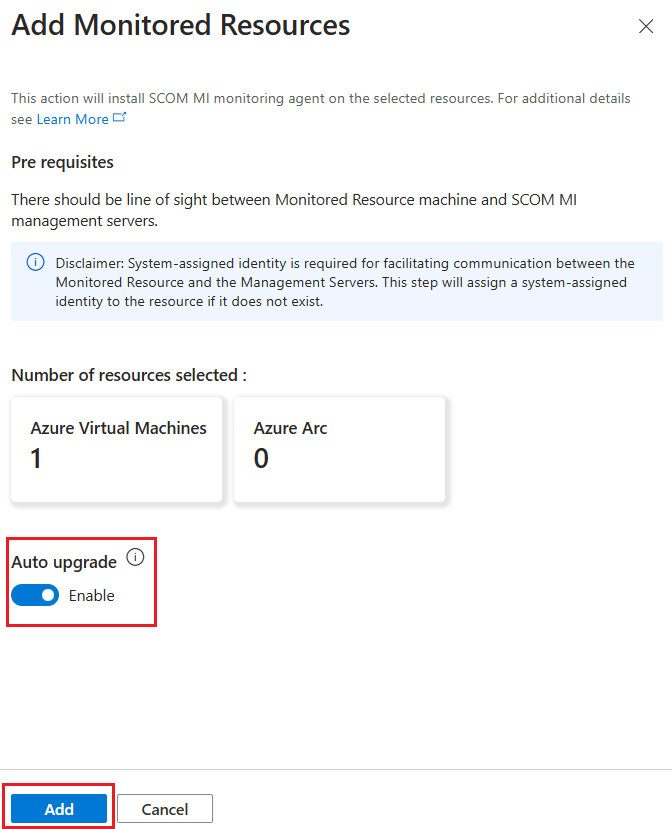 Add Monitored Resources
This action will install SCOM MI monitoring agent on the selected resources. For additional details
see Learn More
Pre requisites
There should be line of sight between Monitored Resource machine and SCOM MI
management servers.
Disclaimer: System-assigned identity is required for facilitating communication between the
Monitored Resource and the Management Servers. This step will assign a system-assigned
identity to the resource if it does not exist.
Number of resources selected :
Azure Virtual Machines
1
Azure Arc
0
Auto upgrade
Enable
Add
Cancel